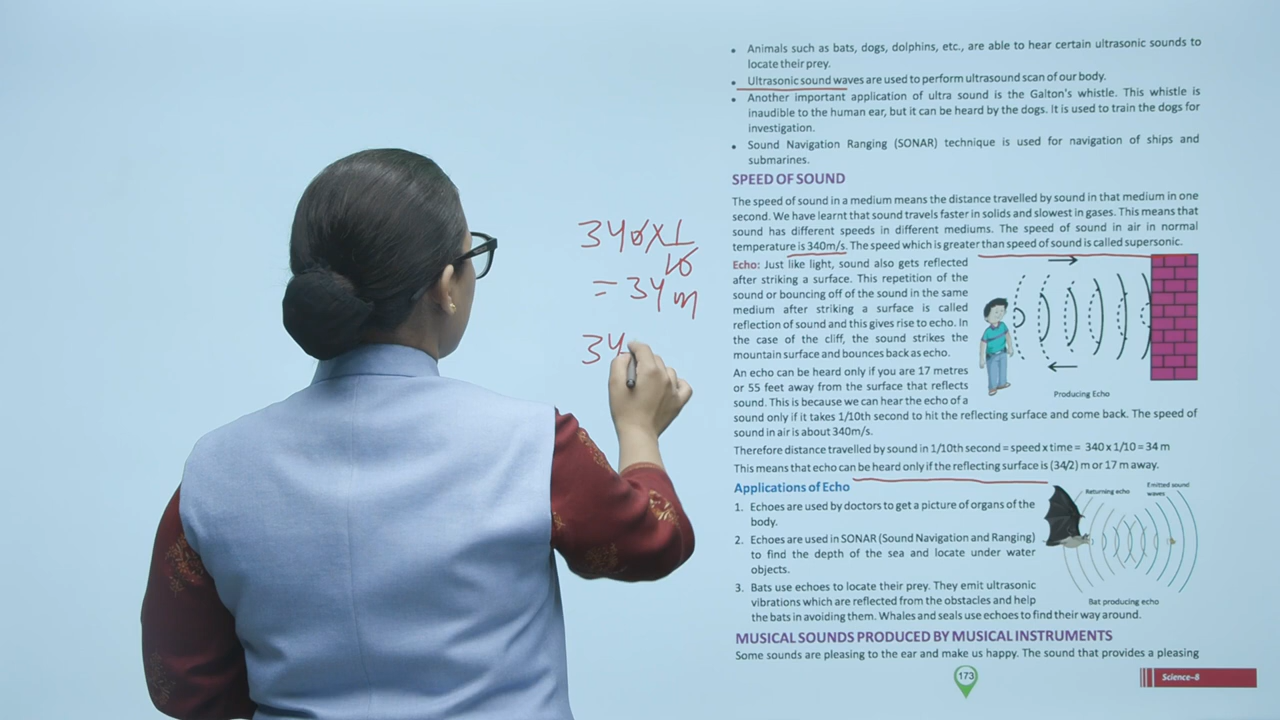 • Animals such as bats, dogs, dolphins, etc., are able to hear certain ultrasonic sounds to
locate their prey.
• Ultrasonic sound waves are used to perform ultrasound scan of our body.
• Another important application of ultra sound is the Galton's whistle. This whistle is
inaudible to the human ear, but it can be heard by the dogs. It is used to train the dogs for
investigation.
• Sound Navigation Ranging (SONAR) technique is used for navigation of ships and
submarines.
SPEED OF SOUND
The speed of sound in a medium means the distance travelled by sound in that medium in one
second. We have learnt that sound travels faster in solids and slowest in gases. This means that
sound has different speeds in different mediums. The speed of sound in air in normal
temperature is 340m/s. The speed which is greater than speed of sound is called supersonic.
Echo: Just like light, sound also gets reflected
after striking a surface. This repetition of the
sound or bouncing off of the sound in the same
medium after striking a surface is called
reflection of sound and this gives rise to echo. In
the case of the cliff, the sound strikes the
mountain surface and bounces back as echo.
An echo can be heard only if you are 17 metres
or 55 feet away from the surface that reflects
sound. This is because we can hear the echo of a
sound only if it takes 1/10th second to hit the reflecting surface and come back. The speed of
sound in air is about 340m/s.
Producing Echo
Therefore distance travelled by sound in 1/10th second = speed x time = 340 x 1/10 = 34 m
This means that echo can be heard only if the reflecting surface is (34/2) m or 17 m away.
Applications of Echo
1. Echoes are used by doctors to get a picture of organs of the
body.
2. Echoes are used in SONAR (Sound Navigation and Ranging)
to find the depth of the sea and locate under water
objects.
3. Bats use echoes to locate their prey. They emit ultrasonic
vibrations which are reflected from the obstacles and help
the bats in avoiding them. Whales and seals use echoes to find their way around.
Returning echo
Emitted sound
waves
Bat producing echo
MUSICAL SOUNDS PRODUCED BY MUSICAL INSTRUMENTS
Some sounds are pleasing to the ear and make us happy. The sound that provides a pleasing
173
Science–8
340 x 1
10
= 34 m
34